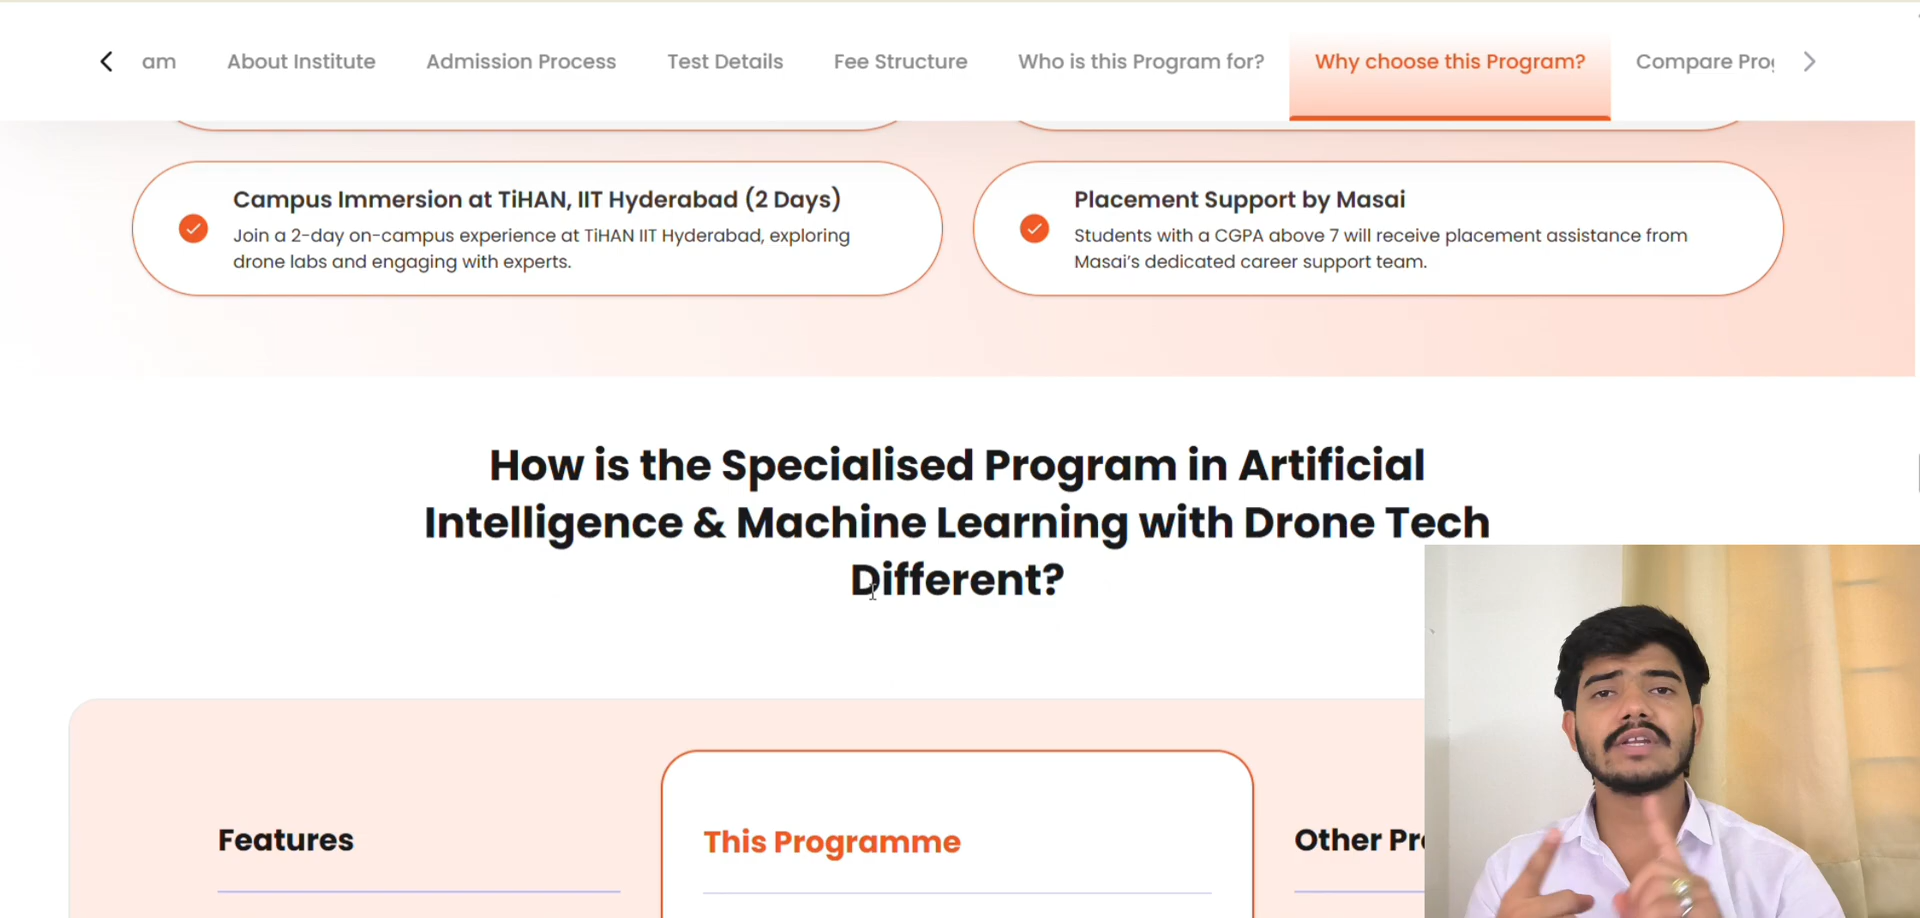 am About Institute Admission Process Test Details Fee Structure Who is this Program for? Why choose this Program? Compare
Campus Immersion at TiHAN, IIT Hyderabad (2 Days)
Join a 2-day on-campus experience at TiHAN IIT Hyderabad, exploring
drone labs and engaging with experts.
Placement Support by Masai
Students with a CGPA above 7 will receive placement assistance from
Masai's dedicated career support team.
How is the Specialised Program in Artificial
Intelligence & Machine Learning with Drone Tech
Different?
Features
This Programme
Other